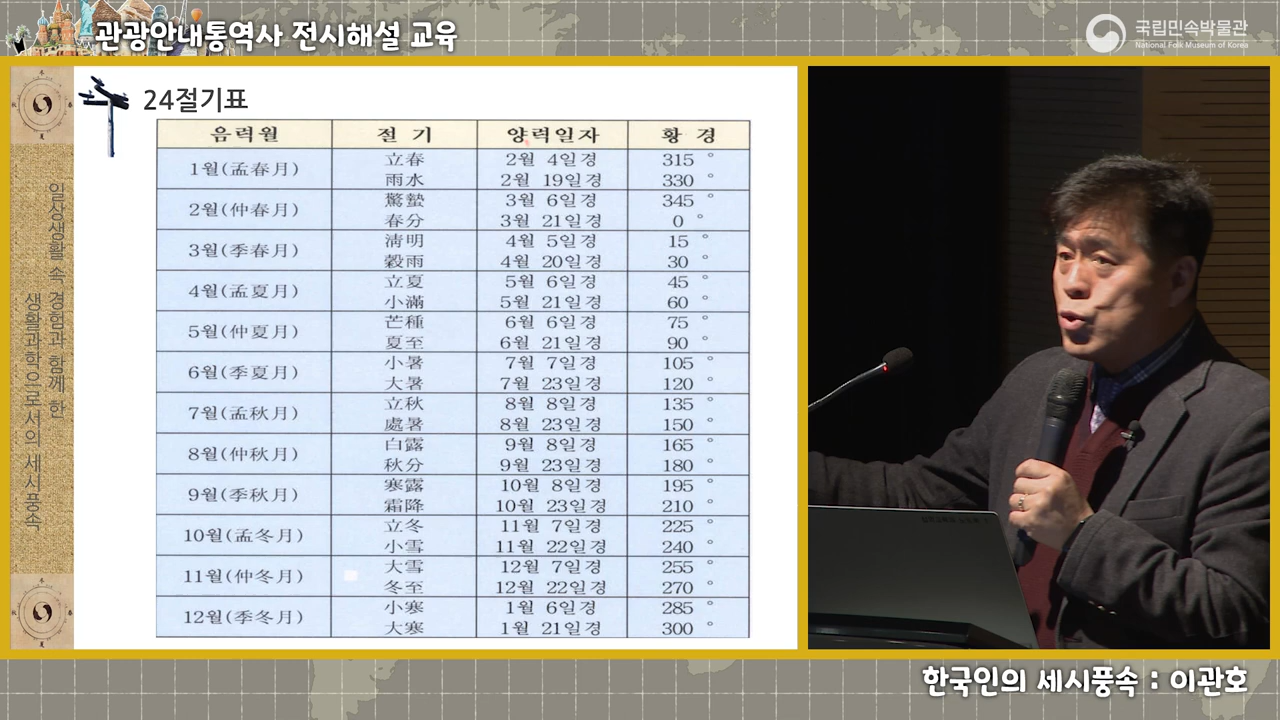 관광안내통역사 전시해설 교육
국립민속박물관
National Folk Museum of Korea
일상생활 속 경험과 함께 한
생활과학으로서의 세시풍속
24절기표
음력월 절 기 양력일자 황 경
1월(孟春月) 立春 2월 4일경 315 °
雨水 2월 19일경 330 °
2월(仲春月) 驚蟄 3월 6일경 345 °
春分 3월 21일경 0 °
3월(季春月) 淸明 4월 5일경 15 °
穀雨 4월 20일경 30 °
4월(孟夏月) 立夏 5월 6일경 45 °
小滿 5월 21일경 60 °
5월(仲夏月) 芒種 6월 6일경 75 °
夏至 6월 21일경 90 °
6월(季夏月) 小暑 7월 7일경 105 °
大暑 7월 23일경 120 °
7월(孟秋月) 立秋 8월 8일경 135 °
處暑 8월 23일경 150 °
8월(仲秋月) 白露 9월 8일경 165 °
秋分 9월 23일경 180 °
9월(季秋月) 寒露 10월 8일경 195 °
霜降 10월 23일경 210 °
10월(孟冬月) 立冬 11월 7일경 225 °
小雪 11월 22일경 240 °
11월(仲冬月) 大雪 12월 7일경 255 °
冬至 12월 22일경 270 °
12월(季冬月) 小寒 1월 6일경 285 °
大寒 1월 21일경 300 °
한국인의 세시풍속 : 이관호